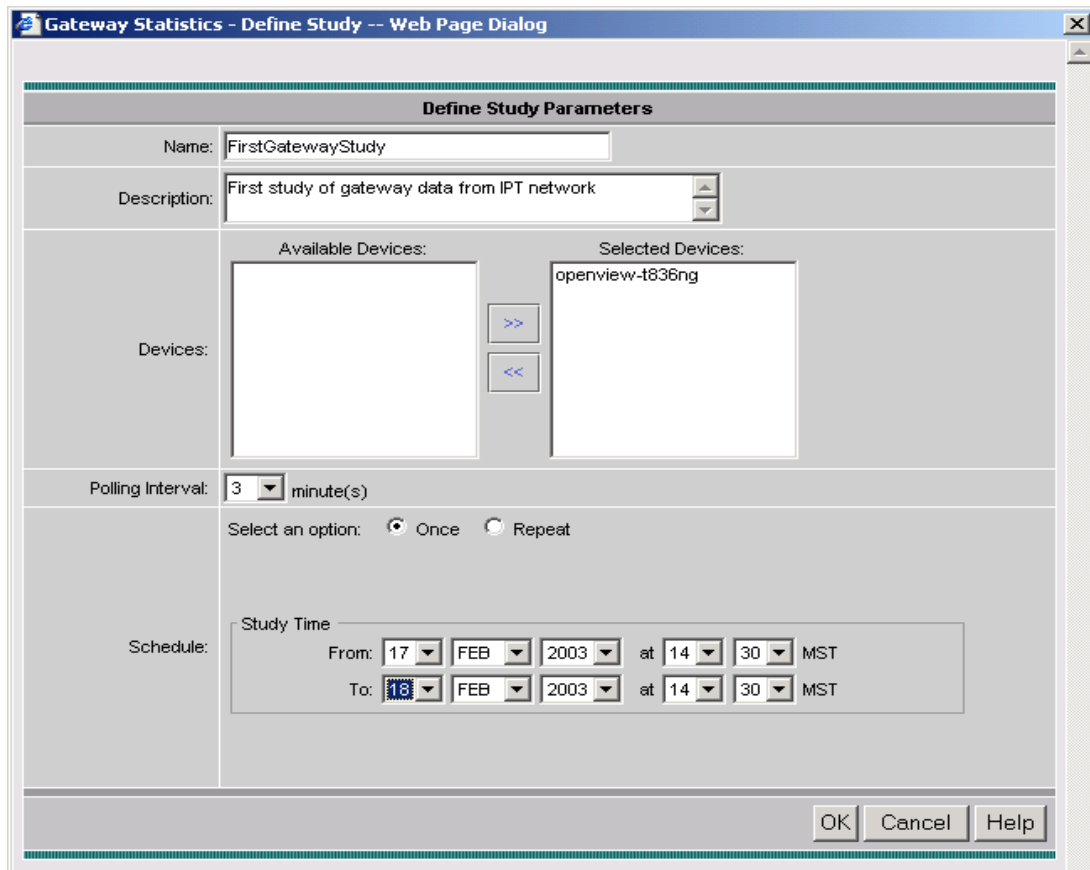 Gateway Statistics - Define Study -- Web Page Dialog
Define Study Parameters
Name: FirstGatewayStudy
Description: First study of gateway data from IPT network
Available Devices: Selected Devices:
openview-t836ng
Devices:
>>
<<
Polling Interval: 3 minute(s)
Select an option: Once Repeat
Schedule:
Study Time
From: 17 FEB 2003 at 14 30 MST
To: 18 FEB 2003 at 14 30 MST
OK Cancel Help